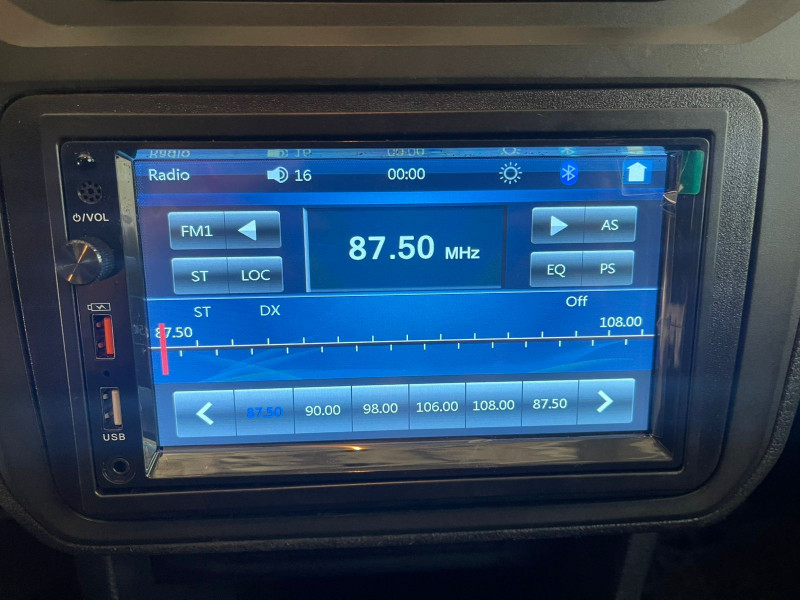 Radio 16 00:00
⏻/VOL
FM1 87.50 MHz AS
ST LOC EQ PS
ST DX Off
87.50 108.00
87.50 90.00 98.00 106.00 108.00 87.50
USB